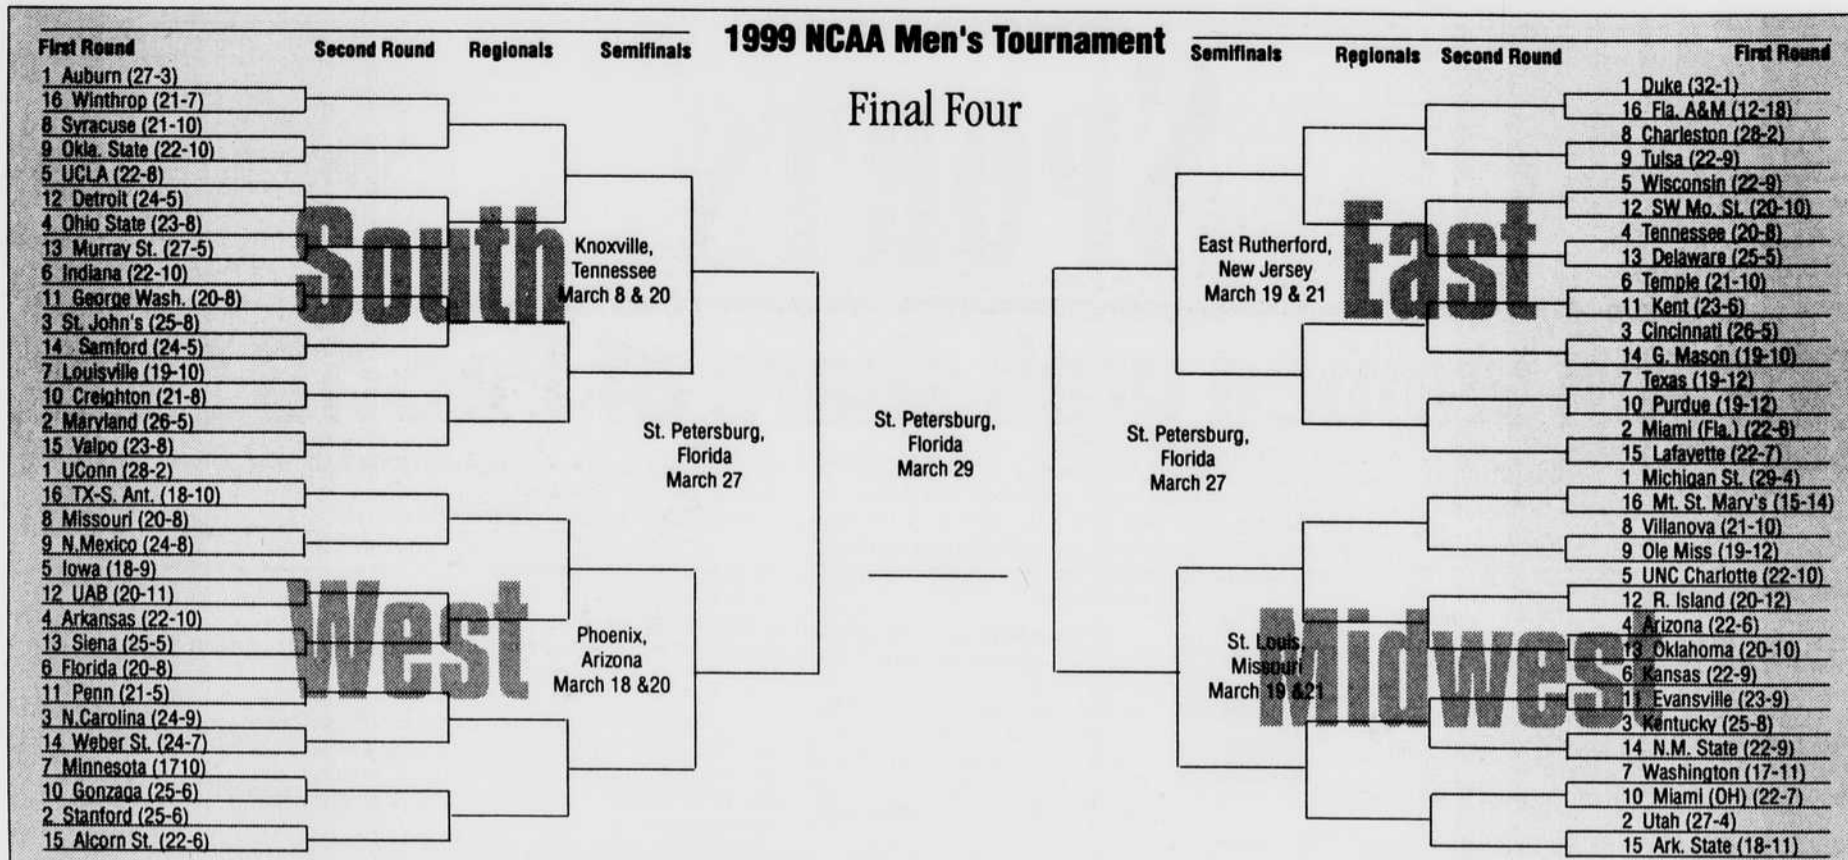 1999 NCAA Men's Tournament
Final Four
First Round
Second Round
Regionals
Semifinals
1 Auburn (27-3)
16 Winthrop (21-7)
8 Syracuse (21-10)
9 Okla. State (22-10)
5 UCLA (22-8)
12 Detroit (24-5)
4 Ohio State (23-8)
13 Murray St. (27-5)
6 Indiana (22-10)
11 George Wash. (20-8)
3 St. John's (25-8)
14 Samford (24-5)
7 Louisville (19-10)
10 Creighton (21-8)
2 Maryland (26-5)
15 Valpo (23-8)
South
Knoxville,
Tennessee
March 8 & 20
1 UConn (28-2)
16 TX-S. Ant. (18-10)
8 Missouri (20-8)
9 N.Mexico (24-8)
5 Iowa (18-9)
12 UAB (20-11)
4 Arkansas (22-10)
13 Siena (25-5)
6 Florida (20-8)
11 Penn (21-5)
3 N.Carolina (24-9)
14 Weber St. (24-7)
7 Minnesota (1710)
10 Gonzaga (25-6)
2 Stanford (25-6)
15 Alcorn St. (22-6)
West
Phoenix,
Arizona
March 18 &20
St. Petersburg,
Florida
March 27
St. Petersburg,
Florida
March 29
St. Petersburg,
Florida
March 27
Semifinals
Regionals
Second Round
First Round
1 Duke (32-1)
16 Fla. A&M (12-18)
8 Charleston (28-2)
9 Tulsa (22-9)
5 Wisconsin (22-9)
12 SW Mo. St. (20-10)
4 Tennessee (20-8)
13 Delaware (25-5)
6 Temple (21-10)
11 Kent (23-6)
3 Cincinnati (26-5)
14 G. Mason (19-10)
7 Texas (19-12)
10 Purdue (19-12)
2 Miami (Fla.) (22-6)
15 Lafayette (22-7)
East
East Rutherford,
New Jersey
March 19 & 21
1 Michigan St. (29-4)
16 Mt. St. Mary's (15-14)
8 Villanova (21-10)
9 Ole Miss (19-12)
5 UNC Charlotte (22-10)
12 R. Island (20-12)
4 Arizona (22-6)
13 Oklahoma (20-10)
6 Kansas (22-9)
11 Evansville (23-9)
3 Kentucky (25-8)
14 N.M. State (22-9)
7 Washington (17-11)
10 Miami (OH) (22-7)
2 Utah (27-4)
15 Ark. State (18-11)
Midwest
St. Louis,
Missouri
March 19 &21